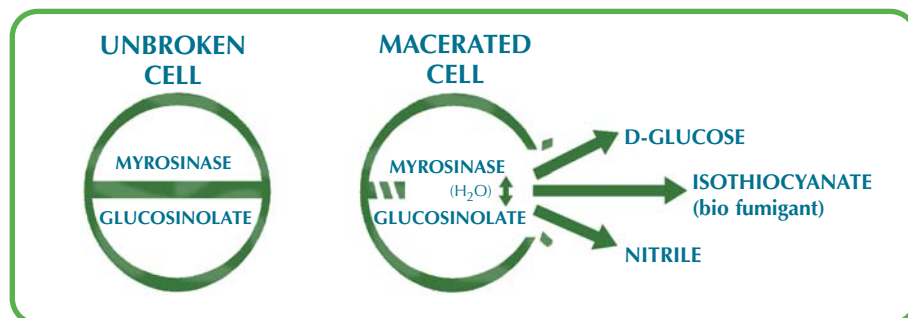 UNBROKEN
CELL
MYROSINASE
GLUCOSINOLATE
MACERATED
CELL
MYROSINASE
(H₂O)
GLUCOSINOLATE
D-GLUCOSE
ISOTHIOCYANATE
(bio fumigant)
NITRILE